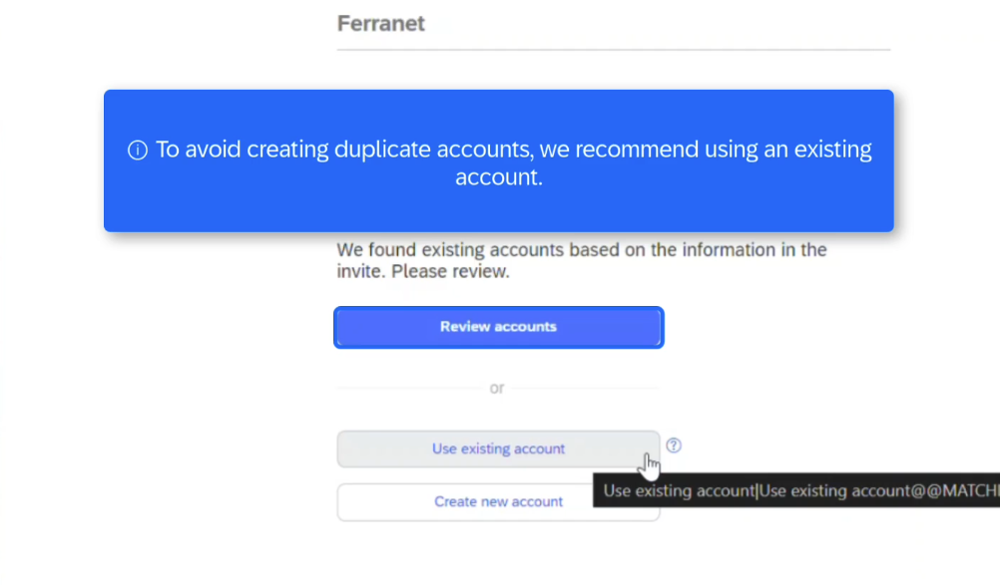 Ferranet
ⓘ To avoid creating duplicate accounts, we recommend using an existing
account.
We found existing accounts based on the information in the
invite. Please review.
Review accounts
or
Use existing account
?
Use existing account|Use existing account@@MATCH
Create new account